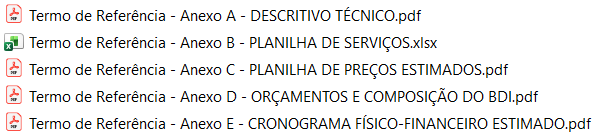 Termo de Referência - Anexo A - DESCRITIVO TÉCNICO.pdf
Termo de Referência - Anexo B - PLANILHA DE SERVIÇOS.xlsx
Termo de Referência - Anexo C - PLANILHA DE PREÇOS ESTIMADOS.pdf
Termo de Referência - Anexo D - ORÇAMENTOS E COMPOSIÇÃO DO BDI.pdf
Termo de Referência - Anexo E - CRONOGRAMA FÍSICO-FINANCEIRO ESTIMADO.pdf